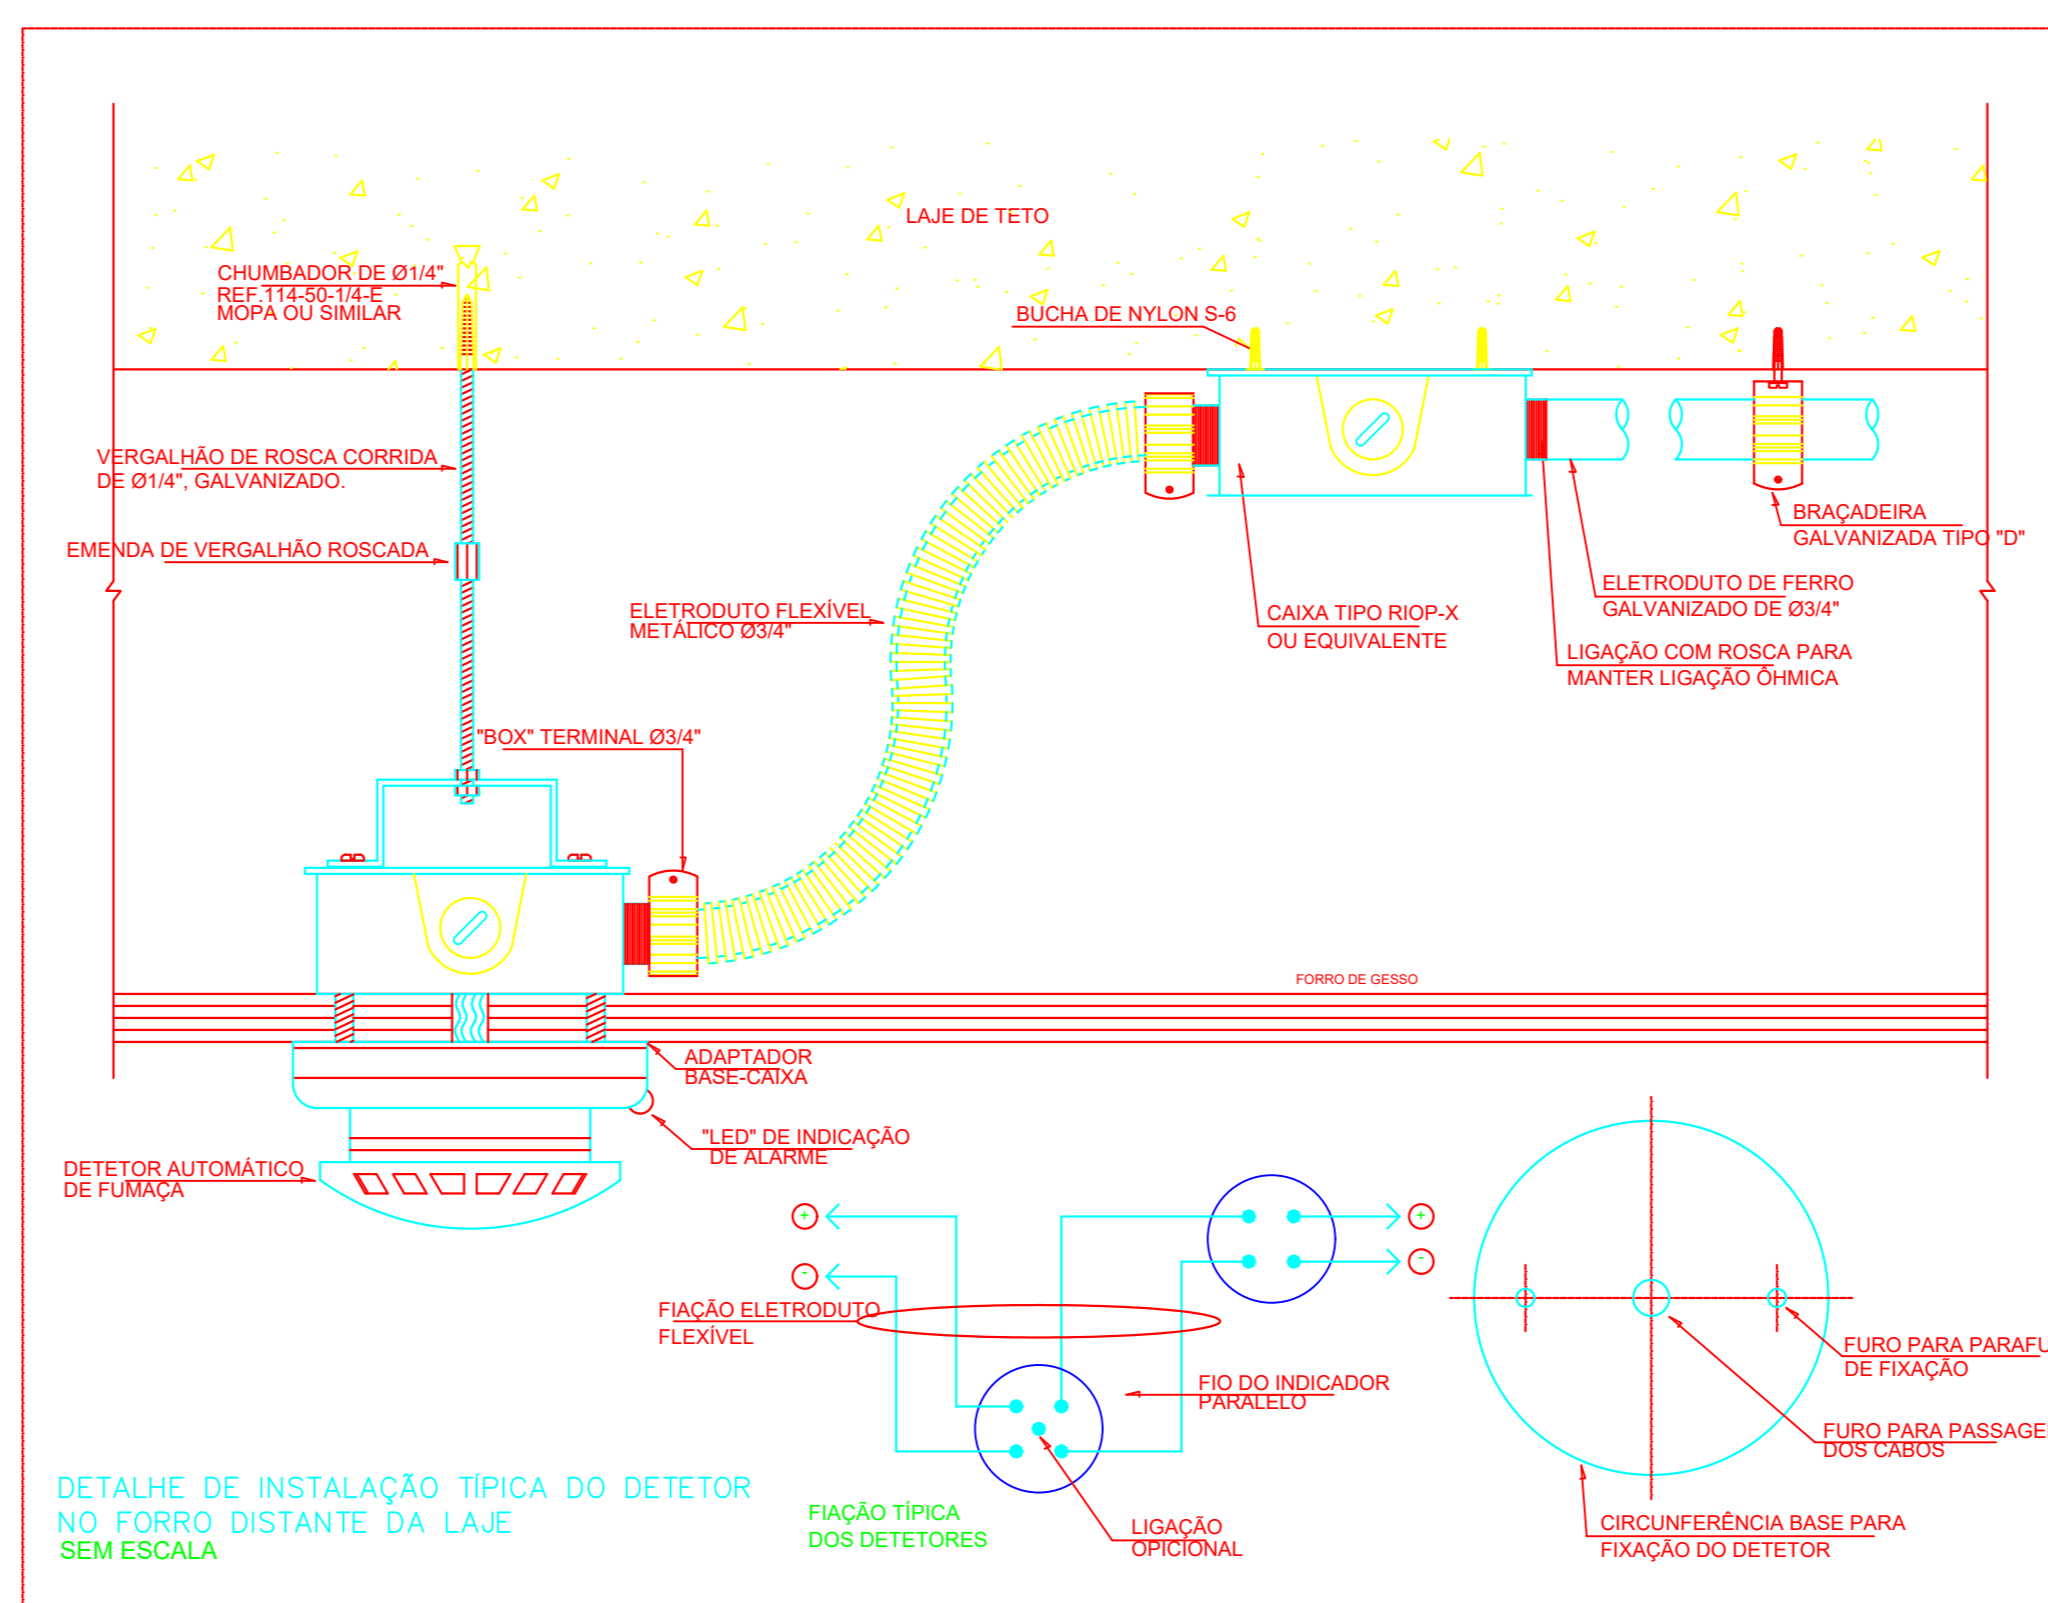 LAJE DE TETO
CHUMBADOR DE Ø1/4"
REF.114-50-1/4-E
MOPA OU SIMILAR
BUCHA DE NYLON S-6
VERGALHÃO DE ROSCA CORRIDA
DE Ø1/4", GALVANIZADO.
EMENDA DE VERGALHÃO ROSCADA
BRAÇADEIRA
GALVANIZADA TIPO "D"
ELETRODUTO FLEXÍVEL
METÁLICO Ø3/4"
CAIXA TIPO RIOP-X
OU EQUIVALENTE
ELETRODUTO DE FERRO
GALVANIZADO DE Ø3/4"
LIGAÇÃO COM ROSCA PARA
MANTER LIGAÇÃO ÔHMICA
"BOX" TERMINAL Ø3/4"
FORRO DE GESSO
ADAPTADOR
BASE-CAIXA
"LED" DE INDICAÇÃO
DE ALARME
DETETOR AUTOMÁTICO
DE FUMAÇA
+
-
+
-
FIAÇÃO ELETRODUTO
FLEXÍVEL
FIO DO INDICADOR
PARALELO
FURO PARA PARAFU
DE FIXAÇÃO
FURO PARA PASSAGE
DOS CABOS
DETALHE DE INSTALAÇÃO TÍPICA DO DETETOR
NO FORRO DISTANTE DA LAJE
SEM ESCALA
FIAÇÃO TÍPICA
DOS DETETORES
LIGAÇÃO
OPICIONAL
CIRCUNFERÊNCIA BASE PARA
FIXAÇÃO DO DETETOR